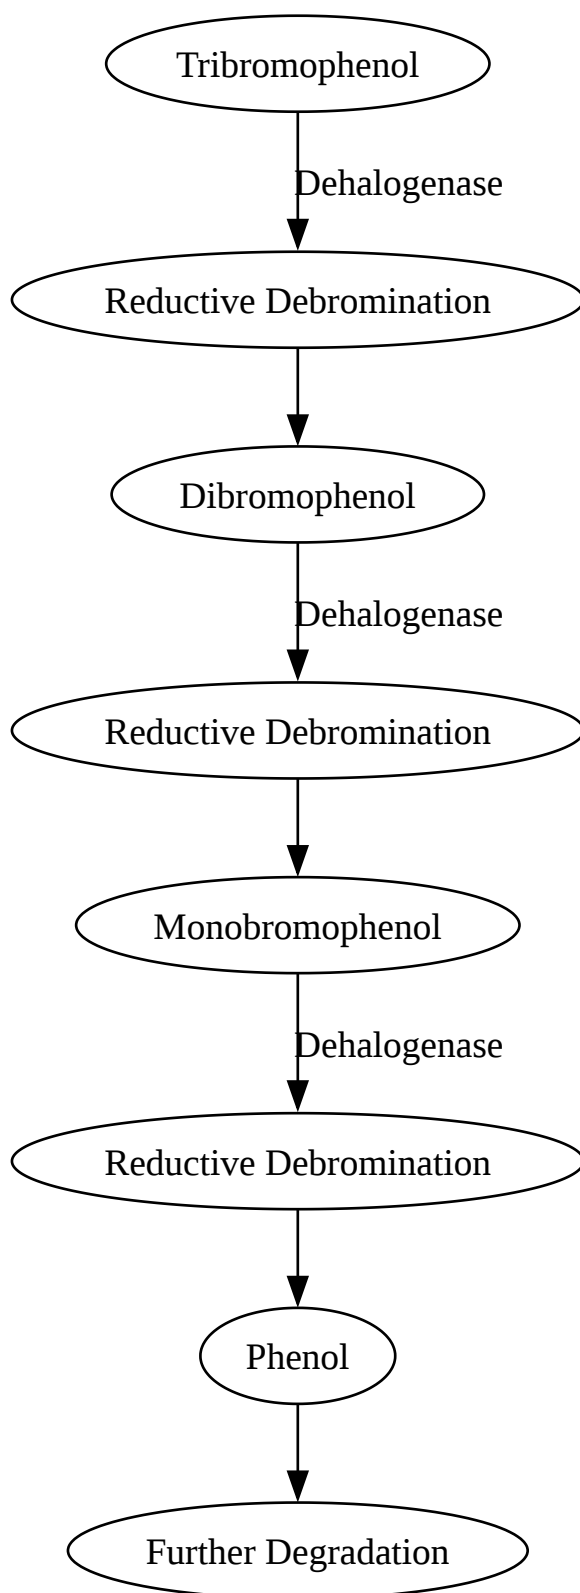 Tribromophenol
Dehalogenase
Reductive Debromination
Dibromophenol
Dehalogenase
Reductive Debromination
Monobromophenol
Dehalogenase
Reductive Debromination
Phenol
Further Degradation